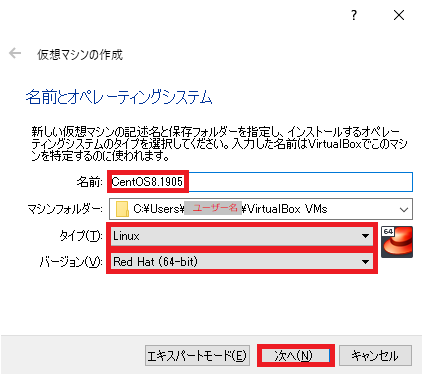 ?
仮想マシンの作成
名前とオペレーティングシステム
新しい仮想マシンの記述名と保存フォルダーを指定し、インストールするオペレー
ティングシステムのタイプを選択してください。入力した名前はVirtualBoxでこのマシ
ンを特定するのに使われます。
名前: CentOS8.1905
マシンフォルダー: C:¥Users¥ ユーザー名 ¥VirtualBox VMs
タイプ(T): Linux 64
バージョン(V): Red Hat (64-bit)
エキスパートモード(E) 次へ(N) キャンセル